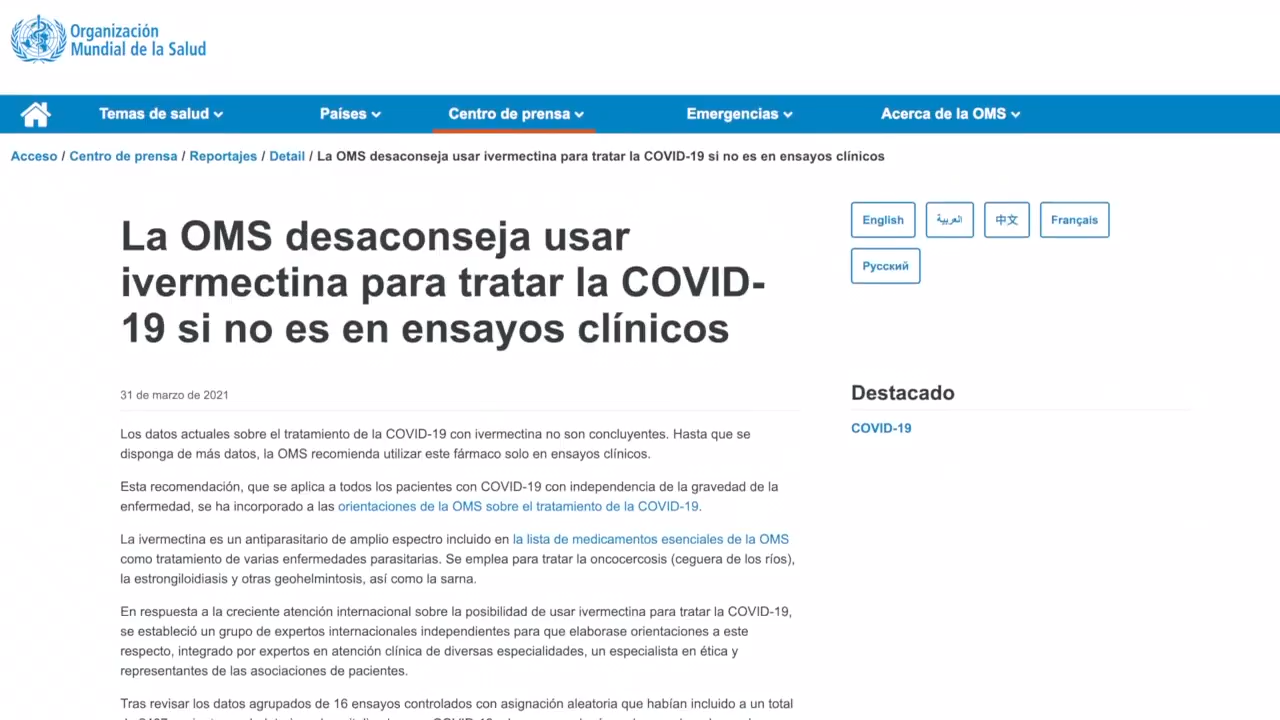 Organización
Mundial de la Salud
Temas de salud
Países
Centro de prensa
Emergencias
Acerca de la OMS
Acceso / Centro de prensa / Reportajes / Detail / La OMS desaconseja usar ivermectina para tratar la COVID-19 si no es en ensayos clínicos
La OMS desaconseja usar
ivermectina para tratar la COVID-
19 si no es en ensayos clínicos
31 de marzo de 2021
Los datos actuales sobre el tratamiento de la COVID-19 con ivermectina no son concluyentes. Hasta que se
disponga de más datos, la OMS recomienda utilizar este fármaco solo en ensayos clínicos.
Esta recomendación, que se aplica a todos los pacientes con COVID-19 con independencia de la gravedad de la
enfermedad, se ha incorporado a las orientaciones de la OMS sobre el tratamiento de la COVID-19.
La ivermectina es un antiparasitario de amplio espectro incluido en la lista de medicamentos esenciales de la OMS
como tratamiento de varias enfermedades parasitarias. Se emplea para tratar la oncocercosis (ceguera de los ríos),
la estrongiloidiasis y otras geohelmintosis, así como la sarna.
En respuesta a la creciente atención internacional sobre la posibilidad de usar ivermectina para tratar la COVID-19,
se estableció un grupo de expertos internacionales independientes para que elaborase orientaciones a este
respecto, integrado por expertos en atención clínica de diversas especialidades, un especialista en ética y
representantes de las asociaciones de pacientes.
Tras revisar los datos agrupados de 16 ensayos controlados con asignación aleatoria que habían incluido a un total
English
العربية
中文
Français
Русский
Destacado
COVID-19